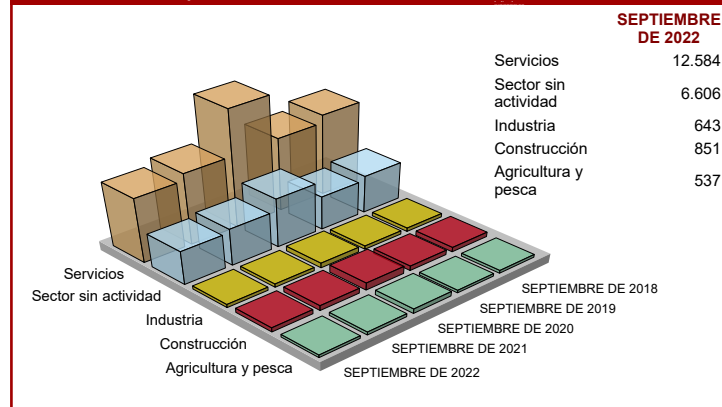 SEPTIEMBRE
DE 2022
Servicios 12.584
Sector sin
actividad 6.606
Industria 643
Construcción 851
Agricultura y
pesca 537
Servicios
Sector sin actividad
Industria
Construcción
Agricultura y pesca
SEPTIEMBRE DE 2018
SEPTIEMBRE DE 2019
SEPTIEMBRE DE 2020
SEPTIEMBRE DE 2021
SEPTIEMBRE DE 2022